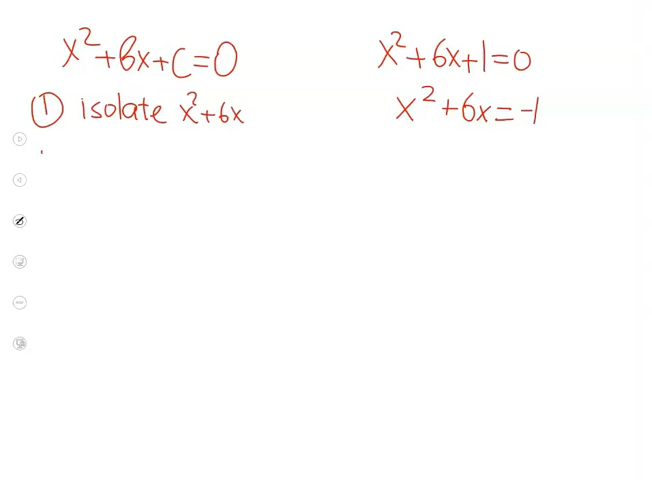 x²+6x+c=0
x²+6x+1=0
① isolate x²+6x
x²+6x=-1